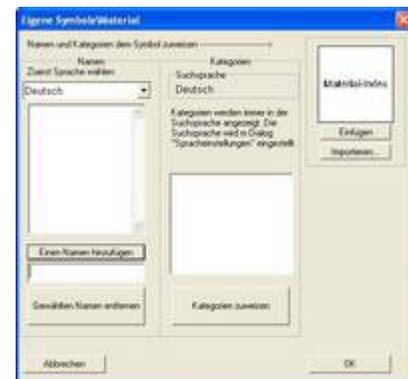 Eigene Symbole/Material
Namen und Kategorien dem Symbol zuweisen
Namen
Zuerst Sprache wählen
Deutsch
Einen Namen hinzufügen
Gewählten Namen entfernen
Abbrechen
Kategorien
Suchsprache
Deutsch
Kategorien werden immer in der
Suchsprache angezeigt. Die
Suchsprache wird in Dialog
"Spracheinstellungen" eingestellt.
Kategorien zuweisen
Material-Index
Einfügen
Importieren...
OK